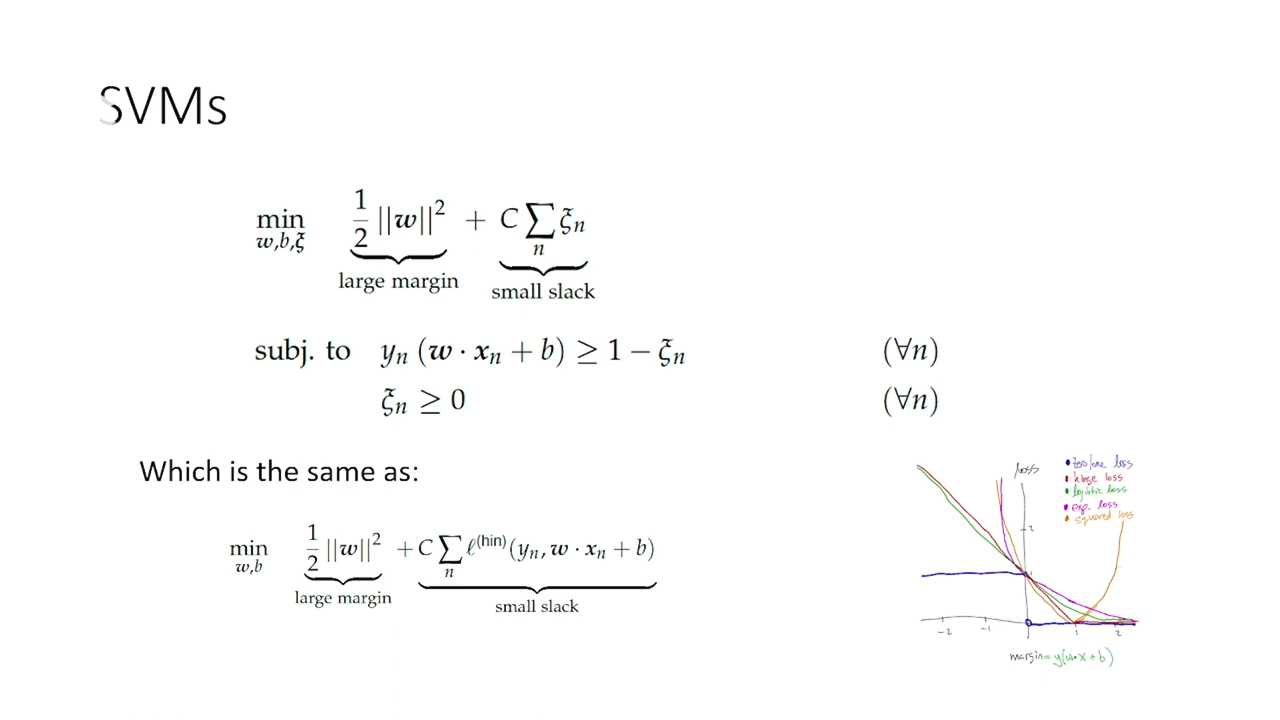 SVMs
min w,b,ξ 1/2 ||w||² + C ∑n ξn
large margin small slack
subj. to yn (w · xn + b) ≥ 1 − ξn (∀n)
ξn ≥ 0 (∀n)
Which is the same as:
min w,b 1/2 ||w||² + C ∑n ℓ(hin)(yn, w · xn + b)
large margin small slack
loss
zero/one loss
hinge loss
logistic loss
exp. loss
squared loss
2
1
-2 -1 1 2
margin = y(w·x + b)